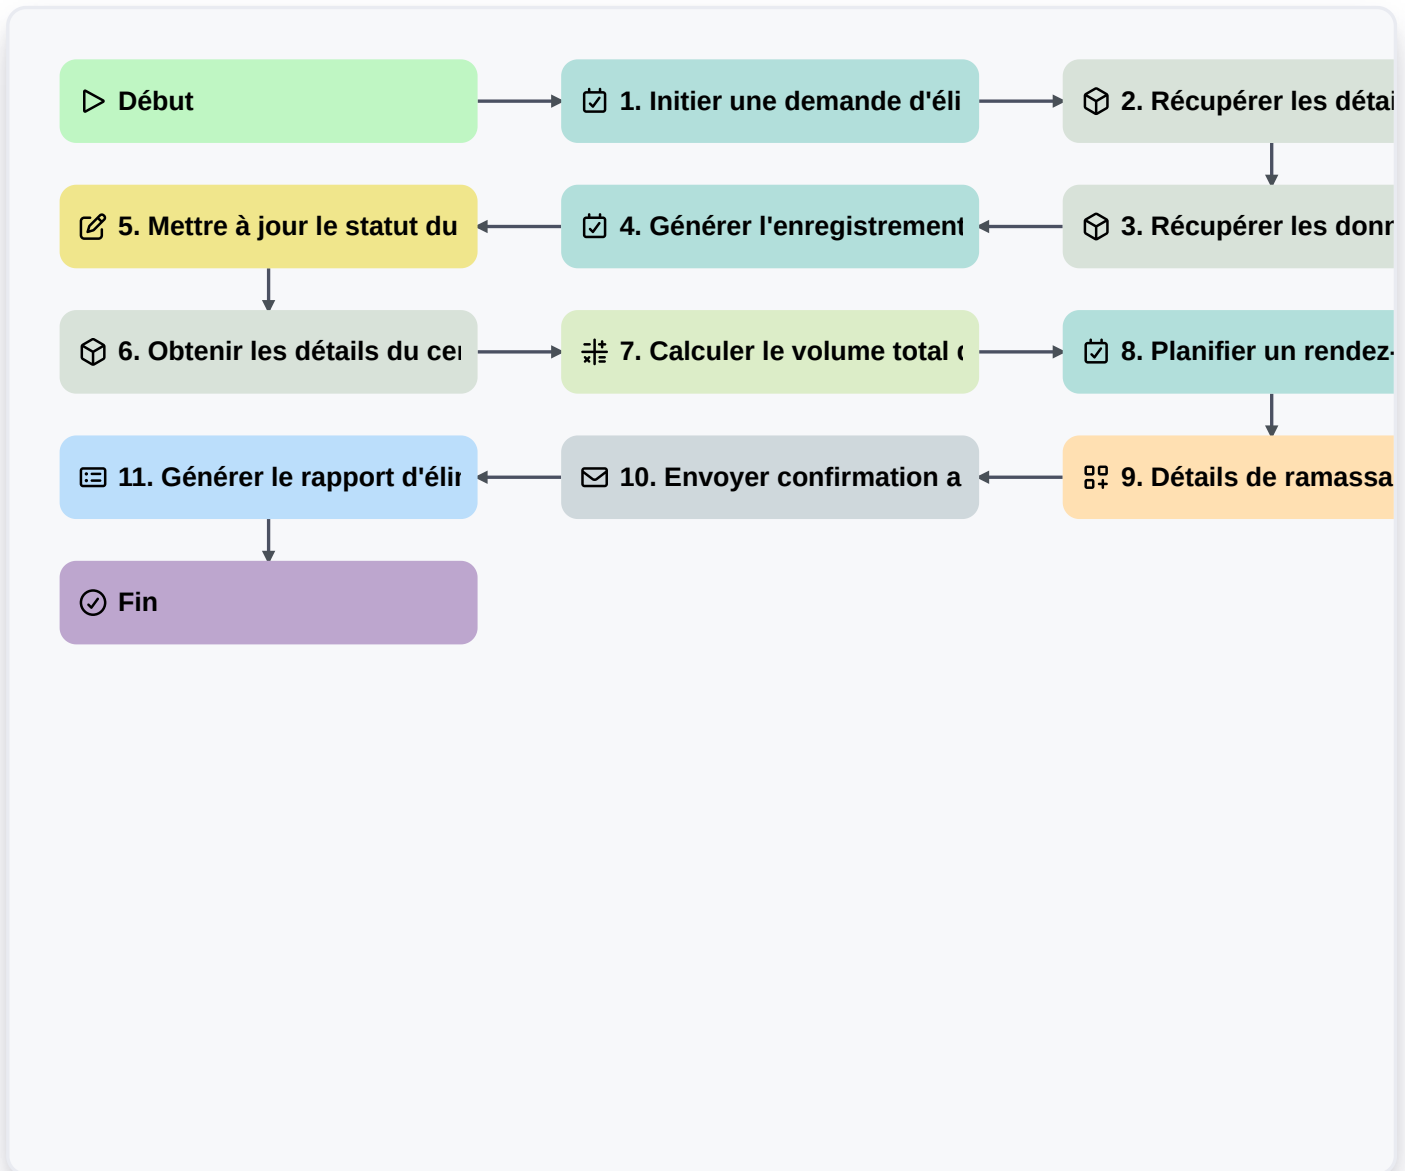 Début
1. Initier une demande d'éli
2. Récupérer les détai
5. Mettre à jour le statut du
4. Générer l'enregistrement
3. Récupérer les donn
6. Obtenir les détails du cen
7. Calculer le volume total
8. Planifier un rendez-
11. Générer le rapport d'élim
10. Envoyer confirmation a
9. Détails de ramassa
Fin